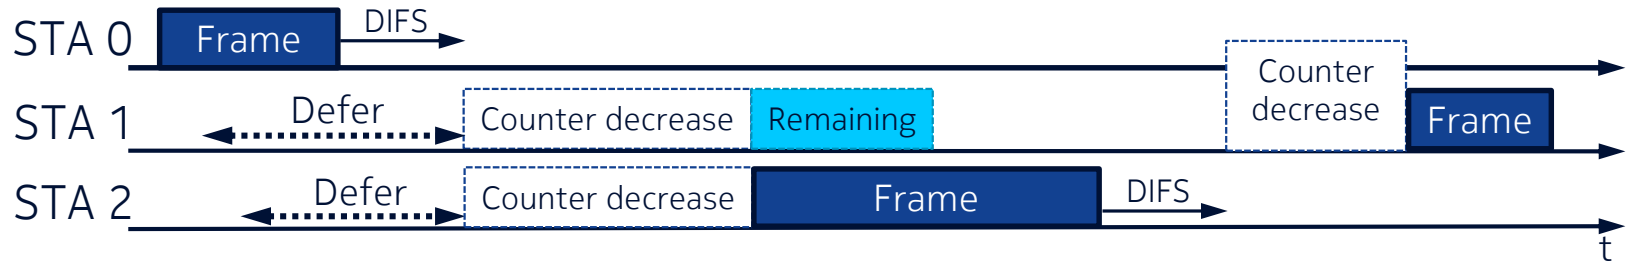 STA 0
Frame
DIFS
Counter
decrease
STA 1
Defer
Counter decrease
Remaining
Frame
STA 2
Defer
Counter decrease
Frame
DIFS
t